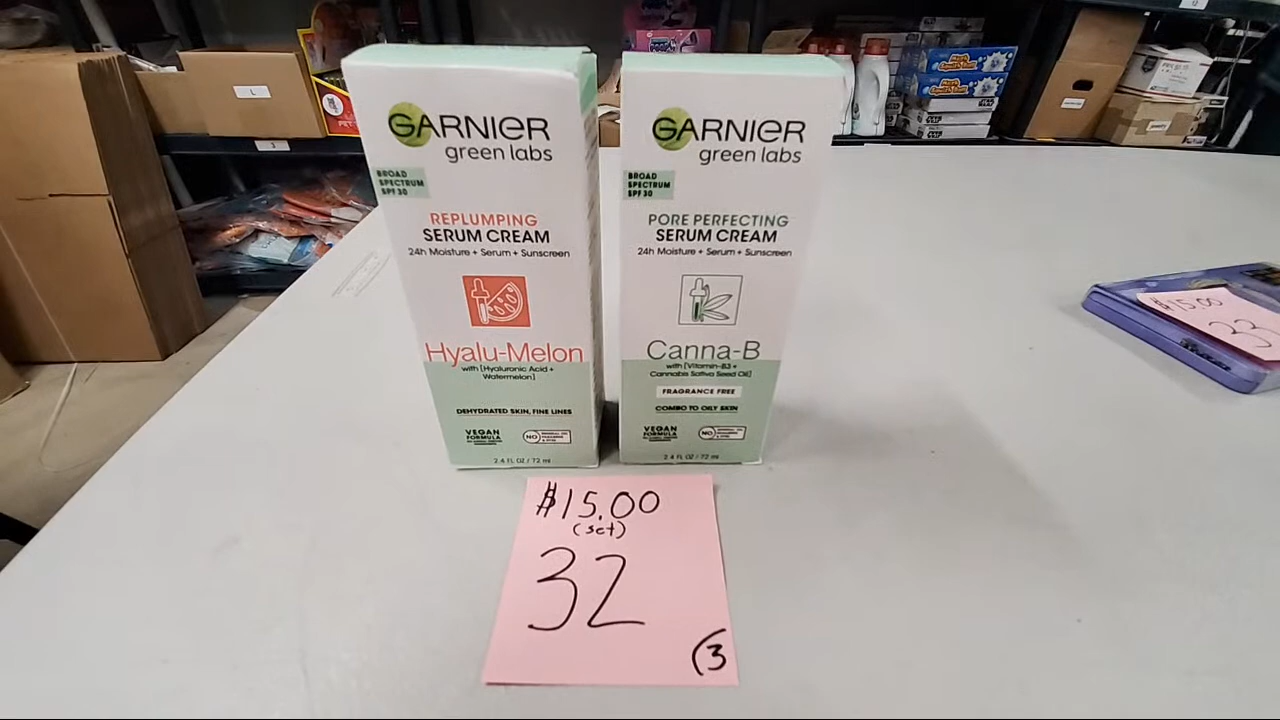 GARNIER
green labs
BROAD
SPECTRUM
SPF 30
REPLUMPING
SERUM CREAM
24h Moisture + Serum + Sunscreen
Hyalu-Melon
with [Hyaluronic Acid +
Watermelon]
DEHYDRATED SKIN, FINE LINES
VEGAN
FORMULA
NO
2.4 FL OZ / 72 ml
GARNIER
green labs
BROAD
SPECTRUM
SPF 30
PORE PERFECTING
SERUM CREAM
24h Moisture + Serum + Sunscreen
Canna-B
with [Vitamin-B3 +
Cannabis Sativa Seed Oil]
FRAGRANCE FREE
COMBO TO OILY SKIN
VEGAN
FORMULA
NO
2.4 FL OZ / 72 ml
$15.00
(set)
32
(3
$15.00
33
L